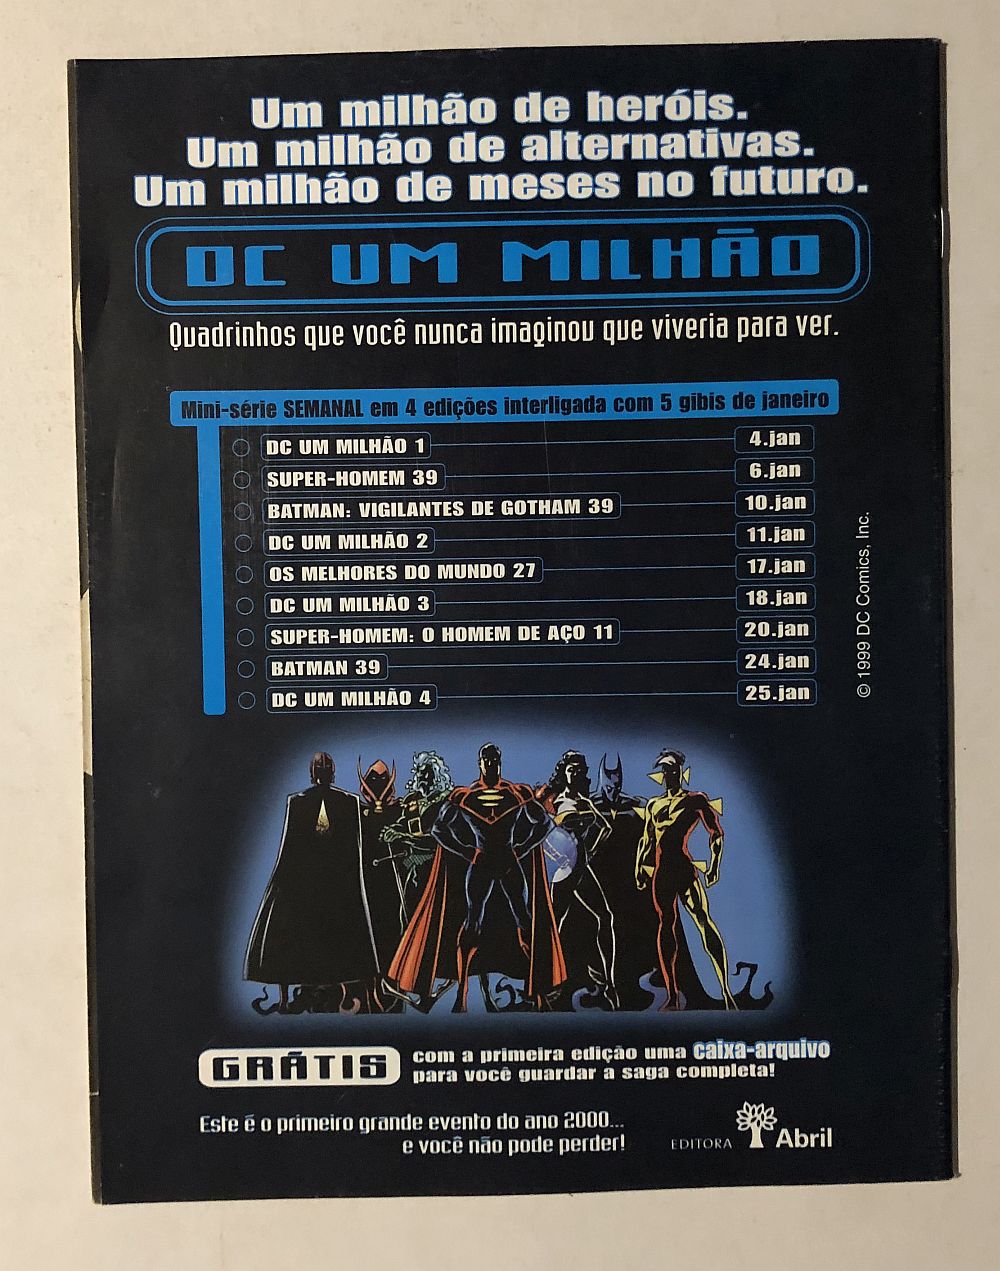 Um milhão de heróis.
Um milhão de alternativas.
Um milhão de meses no futuro.
DC UM MILHÃO
Quadrinhos que você nunca imaginou que viveria para ver.
Mini-série SEMANAL em 4 edições interligada com 5 gibis de janeiro
DC UM MILHÃO 1 4.jan
SUPER-HOMEM 39 6.jan
BATMAN: VIGILANTES DE GOTHAM 39 10.jan
DC UM MILHÃO 2 11.jan
OS MELHORES DO MUNDO 27 17.jan
DC UM MILHÃO 3 18.jan
SUPER-HOMEM: O HOMEM DE AÇO 11 20.jan
BATMAN 39 24.jan
DC UM MILHÃO 4 25.jan
© 1999 DC Comics, Inc.
GRÁTIS com a primeira edição uma caixa-arquivo
para você guardar a saga completa!
Este é o primeiro grande evento do ano 2000...
e você não pode perder!
EDITORA Abril